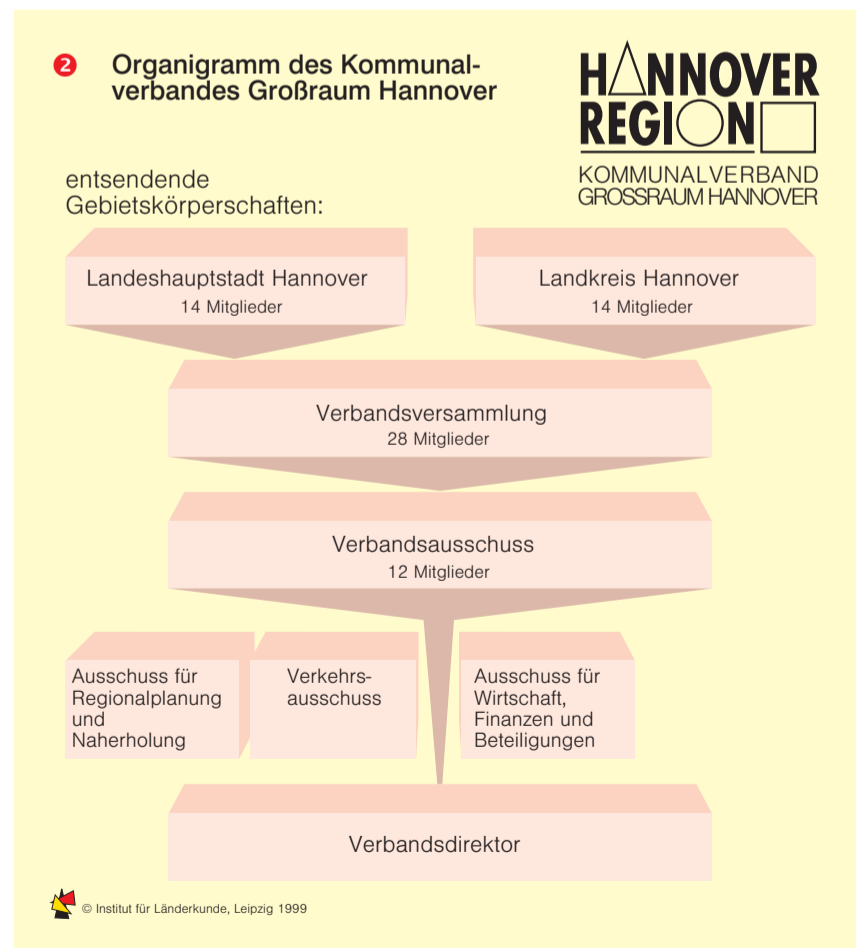 2
Organigramm des Kommunal-
verbandes Großraum Hannover
HANNOVER
REGION
KOMMUNALVERBAND
GROSSRAUM HANNOVER
entsendende
Gebietskörperschaften:
Landeshauptstadt Hannover
14 Mitglieder
Landkreis Hannover
14 Mitglieder
Verbandsversammlung
28 Mitglieder
Verbandsausschuss
12 Mitglieder
Ausschuss für
Regionalplanung
und
Naherholung
Verkehrs-
ausschuss
Ausschuss für
Wirtschaft,
Finanzen und
Beteiligungen
Verbandsdirektor
© Institut für Länderkunde, Leipzig 1999